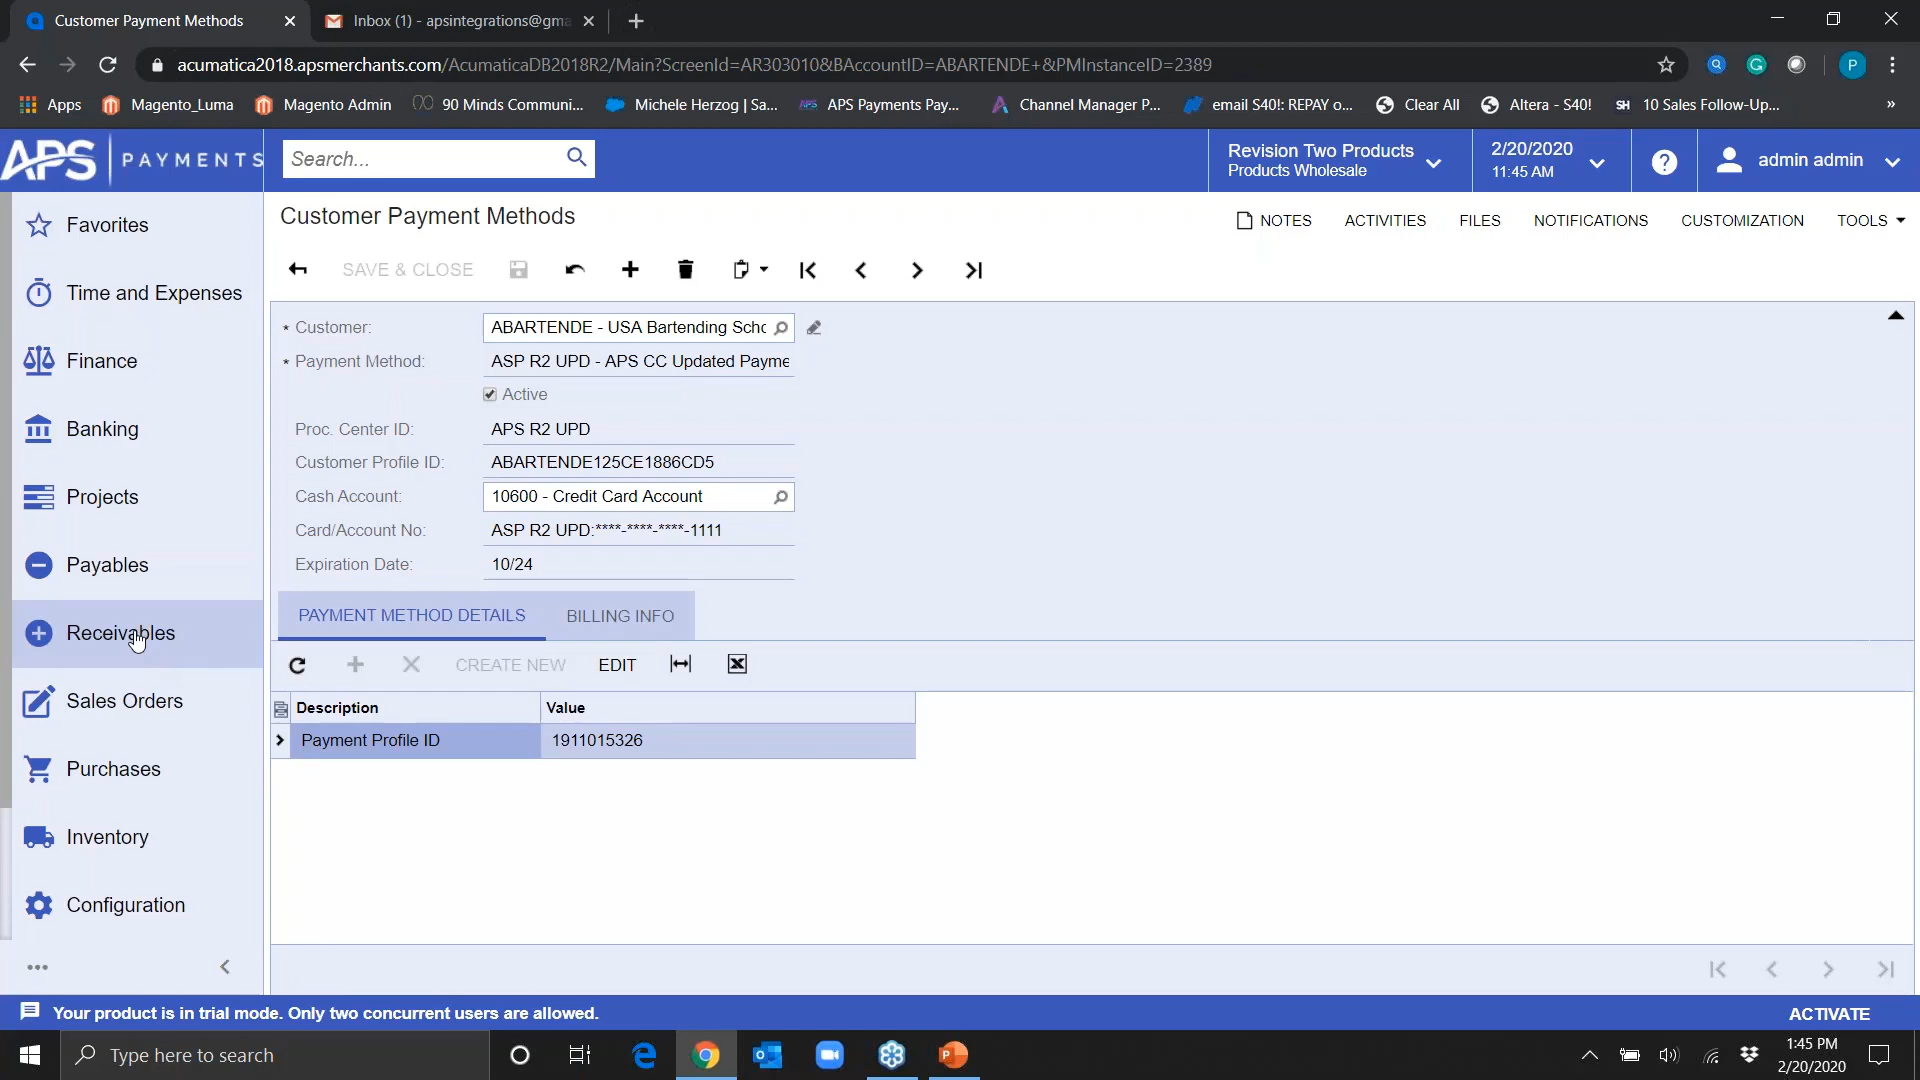 Customer Payment Methods
Inbox (1) - apsintegrations@gma
acumatica2018.apsmerchants.com/AcumaticaDB2018R2/Main?ScreenId=AR303010&BAccountID=ABARTENDE+&PMInstanceID=2389
P
Apps
Magento_Luma
Magento Admin
90 Minds Communi...
Michele Herzog | Sa...
APS Payments Pay...
Channel Manager P...
email S40!: REPAY o...
Clear All
Altera - S40!
SH 10 Sales Follow-Up...
»
APS PAYMENTS
Search...
Revision Two Products
Products Wholesale
2/20/2020
11:45 AM
admin admin
Favorites
Time and Expenses
Finance
Banking
Projects
Payables
Receivables
Sales Orders
Purchases
Inventory
Configuration
Customer Payment Methods
NOTES
ACTIVITIES
FILES
NOTIFICATIONS
CUSTOMIZATION
TOOLS
SAVE & CLOSE
* Customer: ABARTENDE - USA Bartending Scho
* Payment Method: ASP R2 UPD - APS CC Updated Payme
Active
Proc. Center ID: APS R2 UPD
Customer Profile ID: ABARTENDE125CE1886CD5
Cash Account: 10600 - Credit Card Account
Card/Account No: ASP R2 UPD:****-****-****-1111
Expiration Date: 10/24
PAYMENT METHOD DETAILS
BILLING INFO
CREATE NEW
EDIT
Description Value
Payment Profile ID 1911015326
Your product is in trial mode. Only two concurrent users are allowed.
ACTIVATE
Type here to search
1:45 PM
2/20/2020